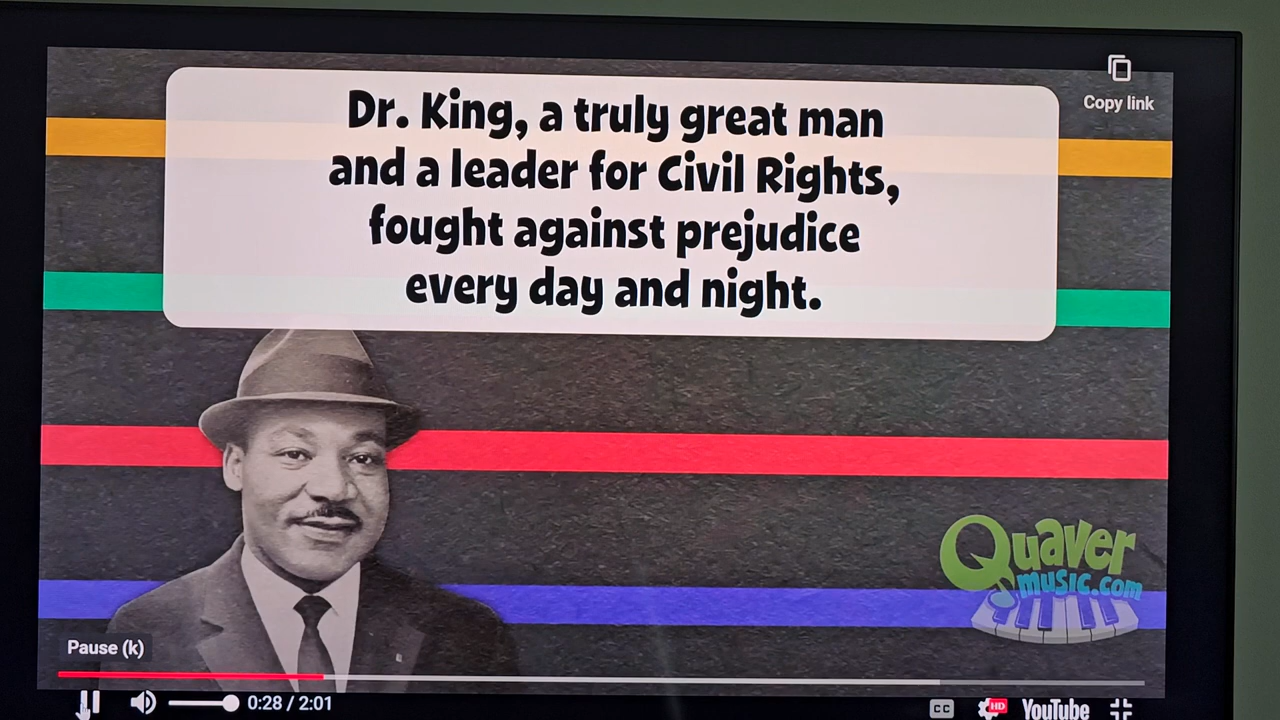 Copy link
Dr. King, a truly great man
and a leader for Civil Rights,
fought against prejudice
every day and night.
Quaver
MUSIC.COM
Pause (k)
0:28 / 2:01
CC
HD
YouTube